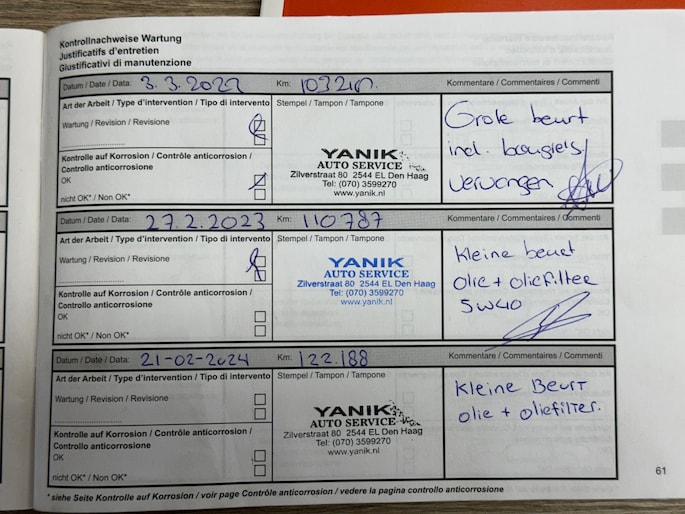 Kontrollnachweise Wartung
Justificatifs d'entretien
Giustificativi di manutenzione
Datum / Date / Data: 3.3.2022 Km:
Kommentare / Commentaires / Commenti
Art der Arbeit / Type d'intervention / Tipo di intervento
Stempel / Tampon / Tampone
Wartung / Revision / Revisione
Kontrolle auf Korrosion / Contrôle anticorrosion /
Controllo anticorrosione
OK
nicht OK* / Non OK*
YANIK
AUTO SERVICE
Zilverstraat 80 2544 EL Den Haag
Tel: (070) 3599270
www.yanik.nl
Grote beurt
incl. bougies
vervangen
Datum / Date / Data: 27.2.2023 Km: 110787
Kommentare / Commentaires / Commenti
Art der Arbeit / Type d'intervention / Tipo di intervento
Stempel / Tampon / Tampone
Wartung / Revision / Revisione
Kontrolle auf Korrosion / Contrôle anticorrosion /
Controllo anticorrosione
OK
nicht OK* / Non OK*
YANIK
AUTO SERVICE
Zilverstraat 80 2544 EL Den Haag
Tel: (070) 3599270
www.yanik.nl
Kleine beurt
olie + oliefilter
5W40
Datum / Date / Data: 21-02-2024 Km: 122.188
Kommentare / Commentaires / Commenti
Art der Arbeit / Type d'intervention / Tipo di intervento
Stempel / Tampon / Tampone
Wartung / Revision / Revisione
Kontrolle auf Korrosion / Contrôle anticorrosion /
Controllo anticorrosione
OK
nicht OK* / Non OK*
YANIK
AUTO SERVICE
Zilverstraat 80 2544 EL Den Haag
Tel: (070) 3599270
www.yanik.nl
Kleine Beurt
olie + oliefilter.
* siehe Seite Kontrolle auf Korrosion / voir page Contrôle anticorrosion / vedere la pagina controllo anticorrosione
61